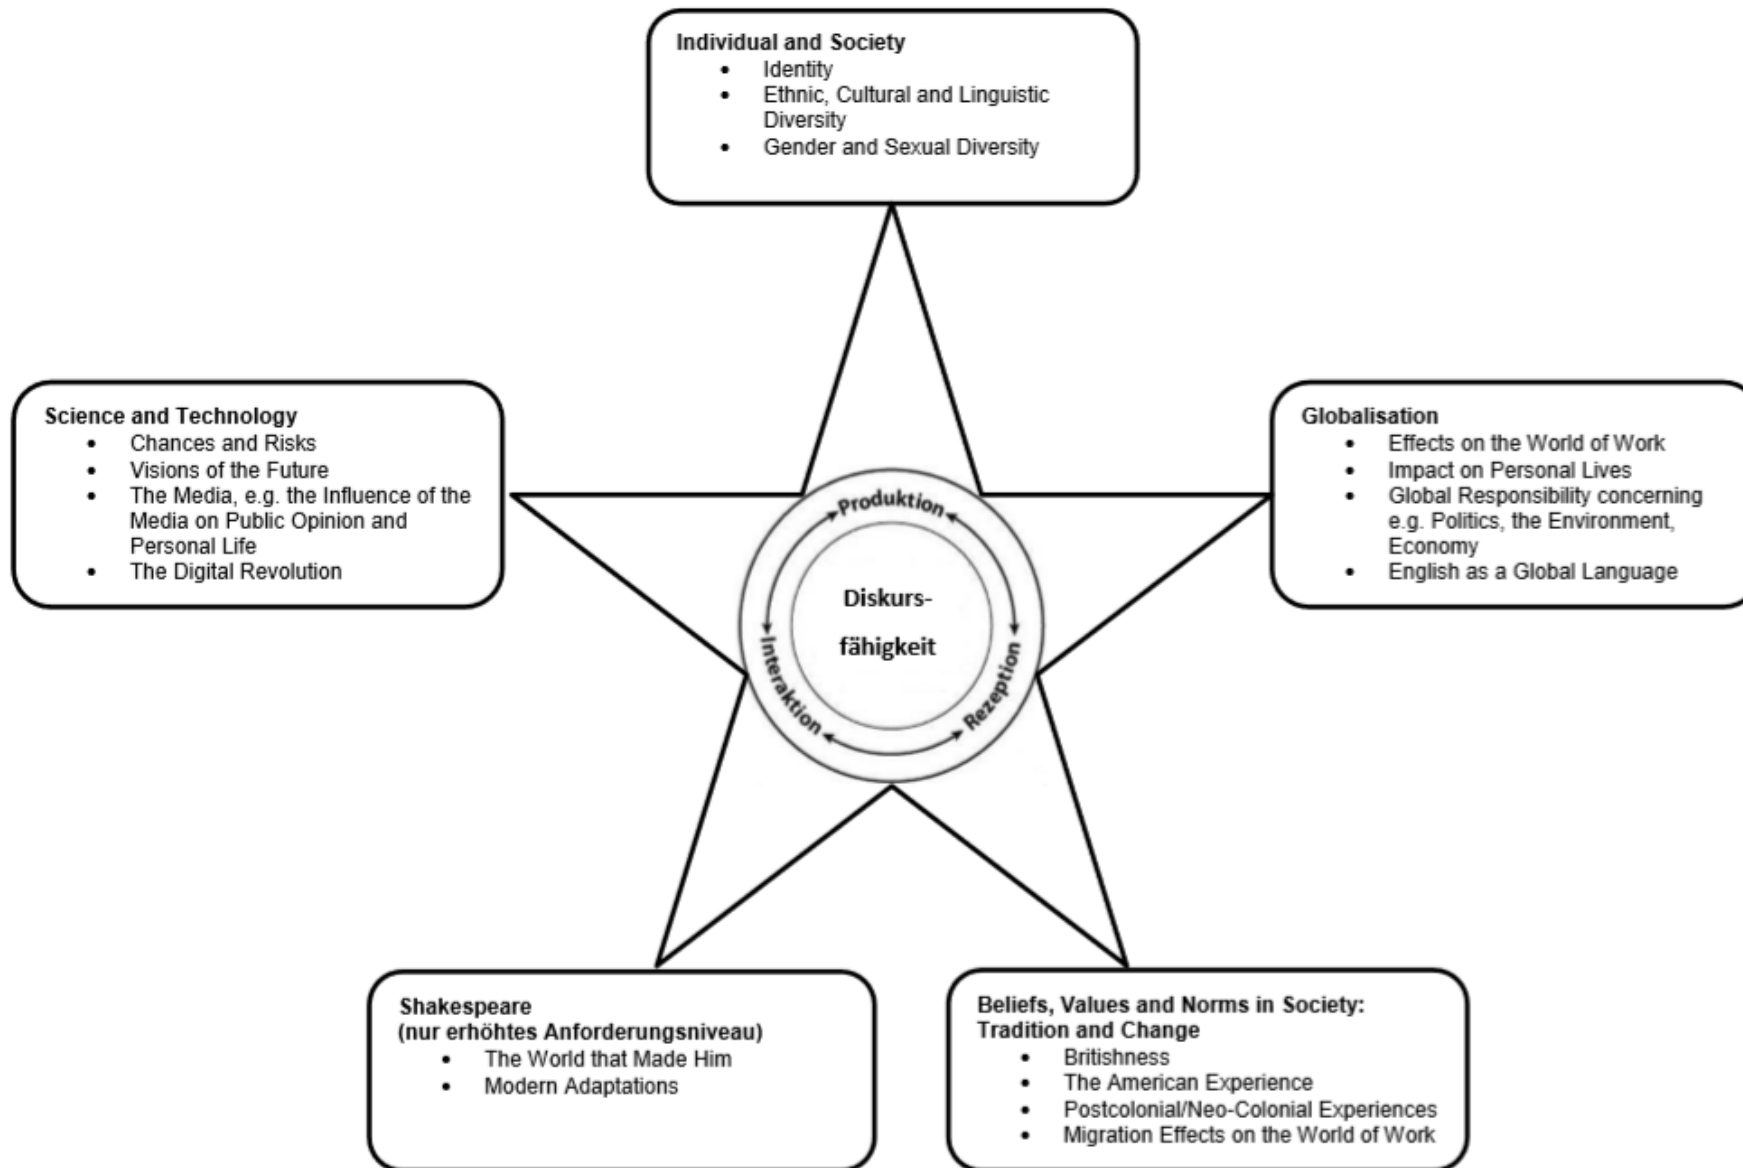 Individual and Society
• Identity
• Ethnic, Cultural and Linguistic
Diversity
• Gender and Sexual Diversity
Science and Technology
• Chances and Risks
• Visions of the Future
• The Media, e.g. the Influence of the
Media on Public Opinion and
Personal Life
• The Digital Revolution
Globalisation
• Effects on the World of Work
• Impact on Personal Lives
• Global Responsibility concerning
e.g. Politics, the Environment,
Economy
• English as a Global Language
Produktion
Diskurs-
fähigkeit
Interaktion
Rezeption
Shakespeare
(nur erhöhtes Anforderungsniveau)
• The World that Made Him
• Modern Adaptations
Beliefs, Values and Norms in Society:
Tradition and Change
• Britishness
• The American Experience
• Postcolonial/Neo-Colonial Experiences
• Migration Effects on the World of Work